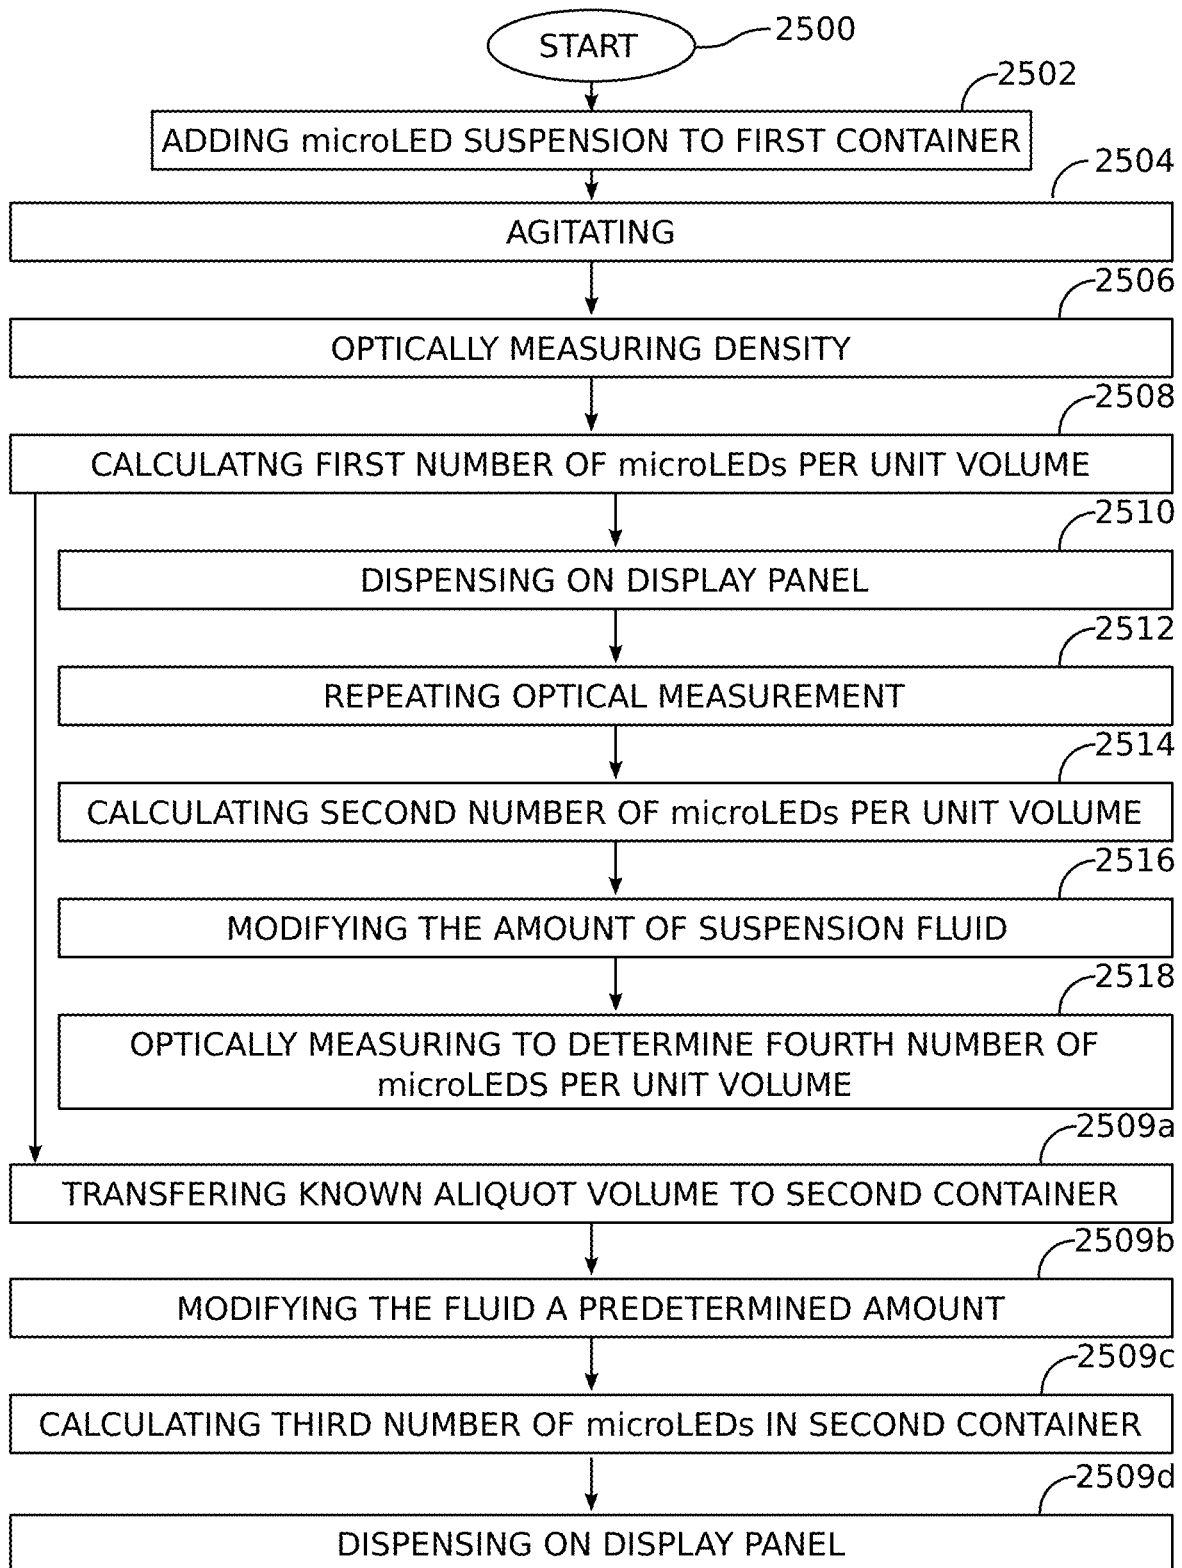 START
2500
2502
ADDING microLED SUSPENSION TO FIRST CONTAINER
2504
AGITATING
2506
OPTICALLY MEASURING DENSITY
2508
CALCULATNG FIRST NUMBER OF microLEDs PER UNIT VOLUME
2510
DISPENSING ON DISPLAY PANEL
2512
REPEATING OPTICAL MEASUREMENT
2514
CALCULATING SECOND NUMBER OF microLEDs PER UNIT VOLUME
2516
MODIFYING THE AMOUNT OF SUSPENSION FLUID
2518
OPTICALLY MEASURING TO DETERMINE FOURTH NUMBER OF
microLEDS PER UNIT VOLUME
2509a
TRANSFERING KNOWN ALIQUOT VOLUME TO SECOND CONTAINER
2509b
MODIFYING THE FLUID A PREDETERMINED AMOUNT
2509c
CALCULATING THIRD NUMBER OF microLEDs IN SECOND CONTAINER
2509d
DISPENSING ON DISPLAY PANEL